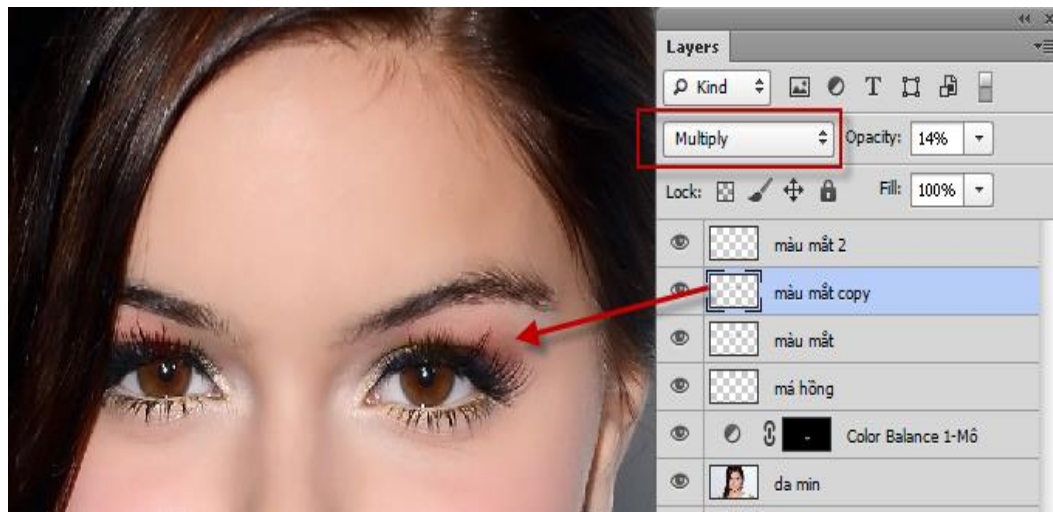 Layers
Kind
Multiply Opacity: 14%
Lock: Fill: 100%
màu mắt 2
màu mắt copy
màu mắt
má hồng
Color Balance 1-Mô
da min